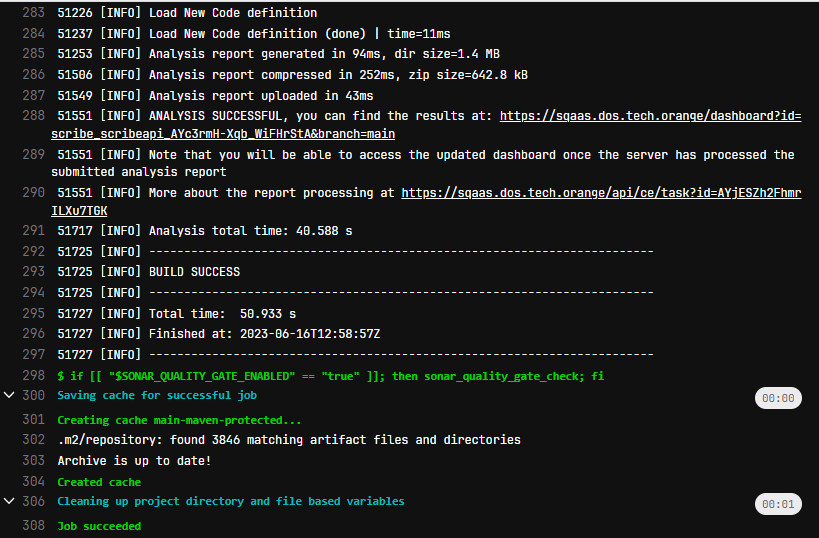 283 51226 [INFO] Load New Code definition
284 51237 [INFO] Load New Code definition (done) | time=11ms
285 51253 [INFO] Analysis report generated in 94ms, dir size=1.4 MB
286 51506 [INFO] Analysis report compressed in 252ms, zip size=642.8 kB
287 51549 [INFO] Analysis report uploaded in 43ms
288 51551 [INFO] ANALYSIS SUCCESSFUL, you can find the results at: https://sqaas.dos.tech.orange/dashboard?id=
scribe_scribeapi_AYc3rmH-Xqb_WiFHrStA&branch=main
289 51551 [INFO] Note that you will be able to access the updated dashboard once the server has processed the
submitted analysis report
290 51551 [INFO] More about the report processing at https://sqaas.dos.tech.orange/api/ce/task?id=AYjESZh2Fhmr
ILXu7TGK
291 51717 [INFO] Analysis total time: 40.588 s
292 51725 [INFO] ------------------------------------------------------------------------
293 51725 [INFO] BUILD SUCCESS
294 51725 [INFO] ------------------------------------------------------------------------
295 51727 [INFO] Total time:  50.933 s
296 51727 [INFO] Finished at: 2023-06-16T12:58:57Z
297 51727 [INFO] ------------------------------------------------------------------------
298 $ if [[ "$SONAR_QUALITY_GATE_ENABLED" == "true" ]]; then sonar_quality_gate_check; fi
300 Saving cache for successful job 00:00
301 Creating cache main-maven-protected...
302 .m2/repository: found 3846 matching artifact files and directories
303 Archive is up to date!
304 Created cache
306 Cleaning up project directory and file based variables 00:01
308 Job succeeded